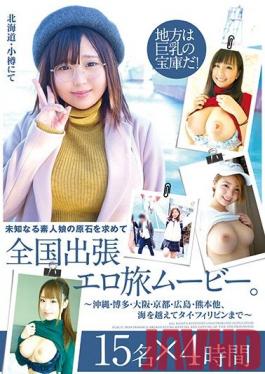 北海道・小樽にて
地方は
巨乳の
宝庫だ!
未知なる素人娘の原石を求めて
全国出張
エロ旅ムービー。
～沖縄・博多・大阪・京都・広島・熊本他、
海を越えてタイ・フィリピンまで～
15名×4時間